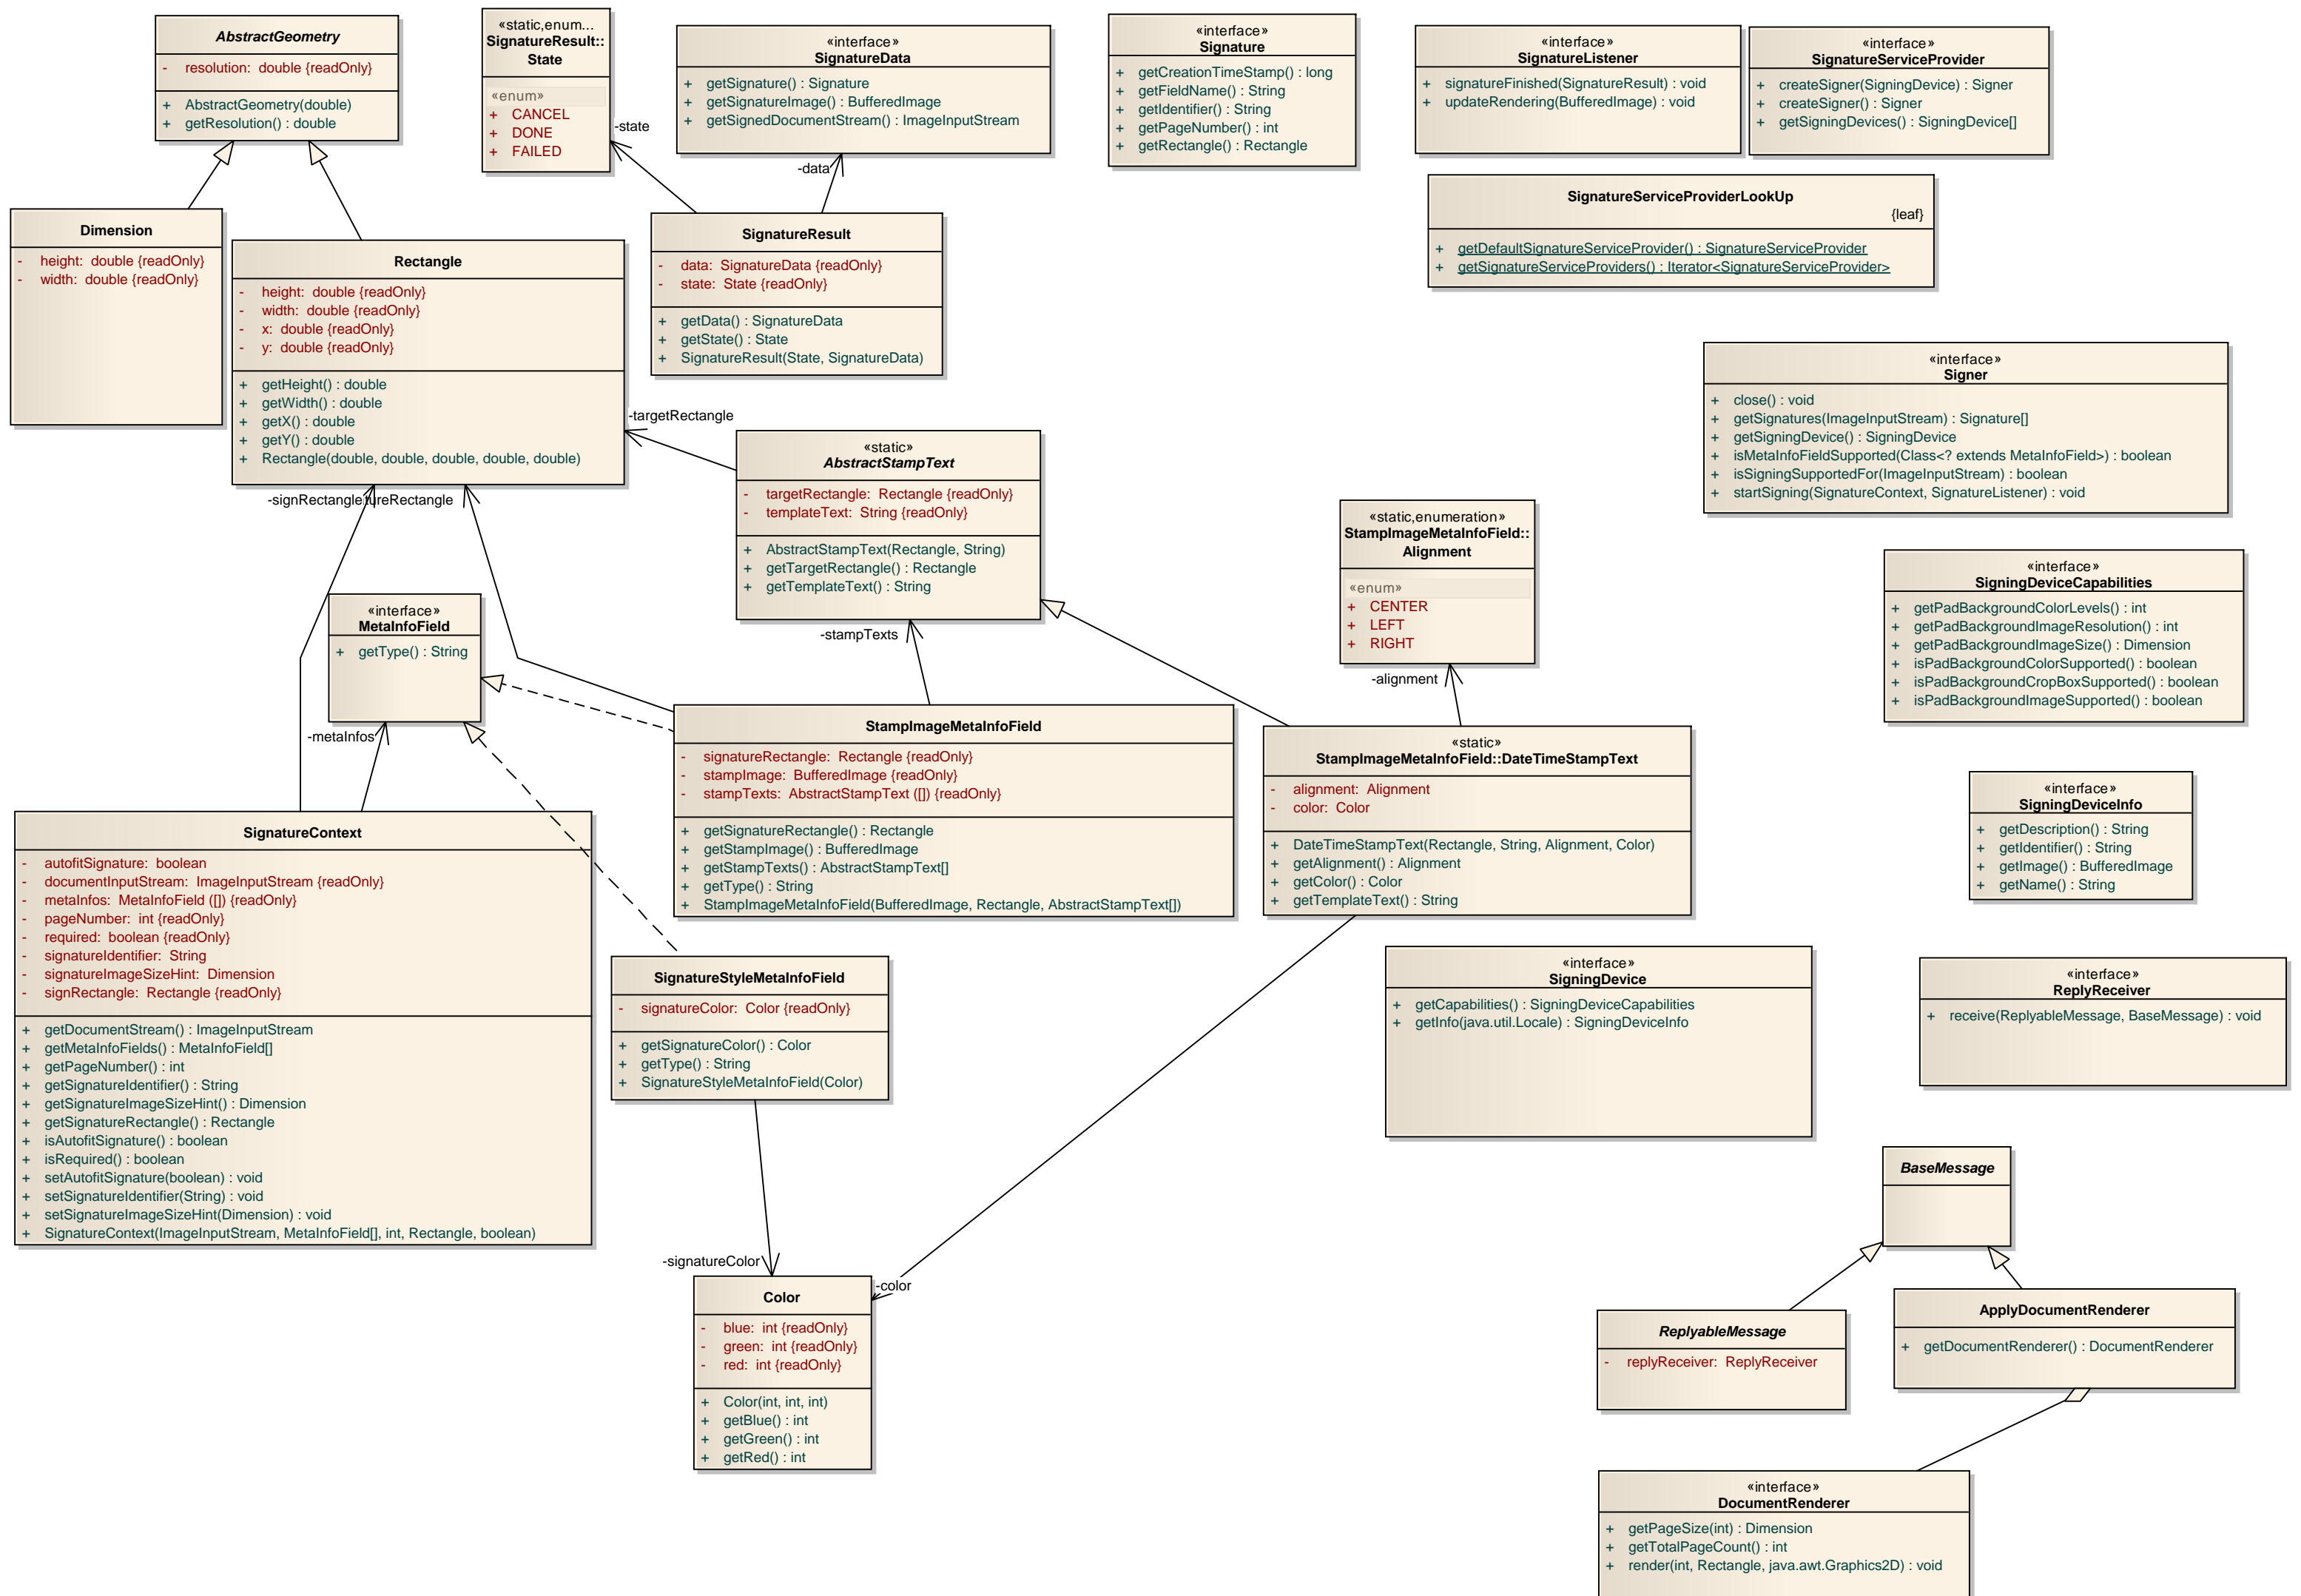 AbstractGeometry
- resolution: double {readOnly}
+ AbstractGeometry(double)
+ getResolution() : double
«static,enum...
SignatureResult::
State
«enum»
+ CANCEL
+ DONE
+ FAILED
-state
«interface»
SignatureData
+ getSignature() : Signature
+ getSignatureImage() : BufferedImage
+ getSignedDocumentStream() : ImageInputStream
-data
«interface»
Signature
+ getCreationTimeStamp() : long
+ getFieldName() : String
+ getIdentifier() : String
+ getPageNumber() : int
+ getRectangle() : Rectangle
«interface»
SignatureListener
+ signatureFinished(SignatureResult) : void
+ updateRendering(BufferedImage) : void
«interface»
SignatureServiceProvider
+ createSigner(SigningDevice) : Signer
+ createSigner() : Signer
+ getSigningDevices() : SigningDevice[]
SignatureServiceProviderLookUp
{leaf}
+ getDefaultSignatureServiceProvider() : SignatureServiceProvider
+ getSignatureServiceProviders() : Iterator<SignatureServiceProvider>
Dimension
- height: double {readOnly}
- width: double {readOnly}
Rectangle
- height: double {readOnly}
- width: double {readOnly}
- x: double {readOnly}
- y: double {readOnly}
+ getHeight() : double
+ getWidth() : double
+ getX() : double
+ getY() : double
+ Rectangle(double, double, double, double, double)
SignatureResult
- data: SignatureData {readOnly}
- state: State {readOnly}
+ getData() : SignatureData
+ getState() : State
+ SignatureResult(State, SignatureData)
«interface»
Signer
+ close() : void
+ getSignatures(ImageInputStream) : Signature[]
+ getSigningDevice() : SigningDevice
+ isMetaInfoFieldSupported(Class<? extends MetaInfoField>) : boolean
+ isSigningSupportedFor(ImageInputStream) : boolean
+ startSigning(SignatureContext, SignatureListener) : void
-targetRectangle
«static»
AbstractStampText
- targetRectangle: Rectangle {readOnly}
- templateText: String {readOnly}
+ AbstractStampText(Rectangle, String)
+ getTargetRectangle() : Rectangle
+ getTemplateText() : String
-signRectangle
tureRectangle
«static,enumeration»
StampImageMetaInfoField::
Alignment
«enum»
+ CENTER
+ LEFT
+ RIGHT
«interface»
SigningDeviceCapabilities
+ getPadBackgroundColorLevels() : int
+ getPadBackgroundImageResolution() : int
+ getPadBackgroundImageSize() : Dimension
+ isPadBackgroundColorSupported() : boolean
+ isPadBackgroundCropBoxSupported() : boolean
+ isPadBackgroundImageSupported() : boolean
«interface»
MetaInfoField
+ getType() : String
-stampTexts
-alignment
-metaInfos
StampImageMetaInfoField
- signatureRectangle: Rectangle {readOnly}
- stampImage: BufferedImage {readOnly}
- stampTexts: AbstractStampText ([]) {readOnly}
+ getSignatureRectangle() : Rectangle
+ getStampImage() : BufferedImage
+ getStampTexts() : AbstractStampText[]
+ getType() : String
+ StampImageMetaInfoField(BufferedImage, Rectangle, AbstractStampText[])
«static»
StampImageMetaInfoField::DateTimeStampText
- alignment: Alignment
- color: Color
+ DateTimeStampText(Rectangle, String, Alignment, Color)
+ getAlignment() : Alignment
+ getColor() : Color
+ getTemplateText() : String
«interface»
SigningDeviceInfo
+ getDescription() : String
+ getIdentifier() : String
+ getImage() : BufferedImage
+ getName() : String
SignatureContext
- autofitSignature: boolean
- documentInputStream: ImageInputStream {readOnly}
- metaInfos: MetaInfoField ([]) {readOnly}
- pageNumber: int {readOnly}
- required: boolean {readOnly}
- signatureIdentifier: String
- signatureImageSizeHint: Dimension
- signRectangle: Rectangle {readOnly}
+ getDocumentStream() : ImageInputStream
+ getMetaInfoFields() : MetaInfoField[]
+ getPageNumber() : int
+ getSignatureIdentifier() : String
+ getSignatureImageSizeHint() : Dimension
+ getSignatureRectangle() : Rectangle
+ isAutofitSignature() : boolean
+ isRequired() : boolean
+ setAutofitSignature(boolean) : void
+ setSignatureIdentifier(String) : void
+ setSignatureImageSizeHint(Dimension) : void
+ SignatureContext(ImageInputStream, MetaInfoField[], int, Rectangle, boolean)
SignatureStyleMetaInfoField
- signatureColor: Color {readOnly}
+ getSignatureColor() : Color
+ getType() : String
+ SignatureStyleMetaInfoField(Color)
«interface»
SigningDevice
+ getCapabilities() : SigningDeviceCapabilities
+ getInfo(java.util.Locale) : SigningDeviceInfo
«interface»
ReplyReceiver
+ receive(ReplyableMessage, BaseMessage) : void
BaseMessage
-signatureColor
-color
Color
- blue: int {readOnly}
- green: int {readOnly}
- red: int {readOnly}
+ Color(int, int, int)
+ getBlue() : int
+ getGreen() : int
+ getRed() : int
ReplyableMessage
- replyReceiver: ReplyReceiver
ApplyDocumentRenderer
+ getDocumentRenderer() : DocumentRenderer
«interface»
DocumentRenderer
+ getPageSize(int) : Dimension
+ getTotalPageCount() : int
+ render(int, Rectangle, java.awt.Graphics2D) : void